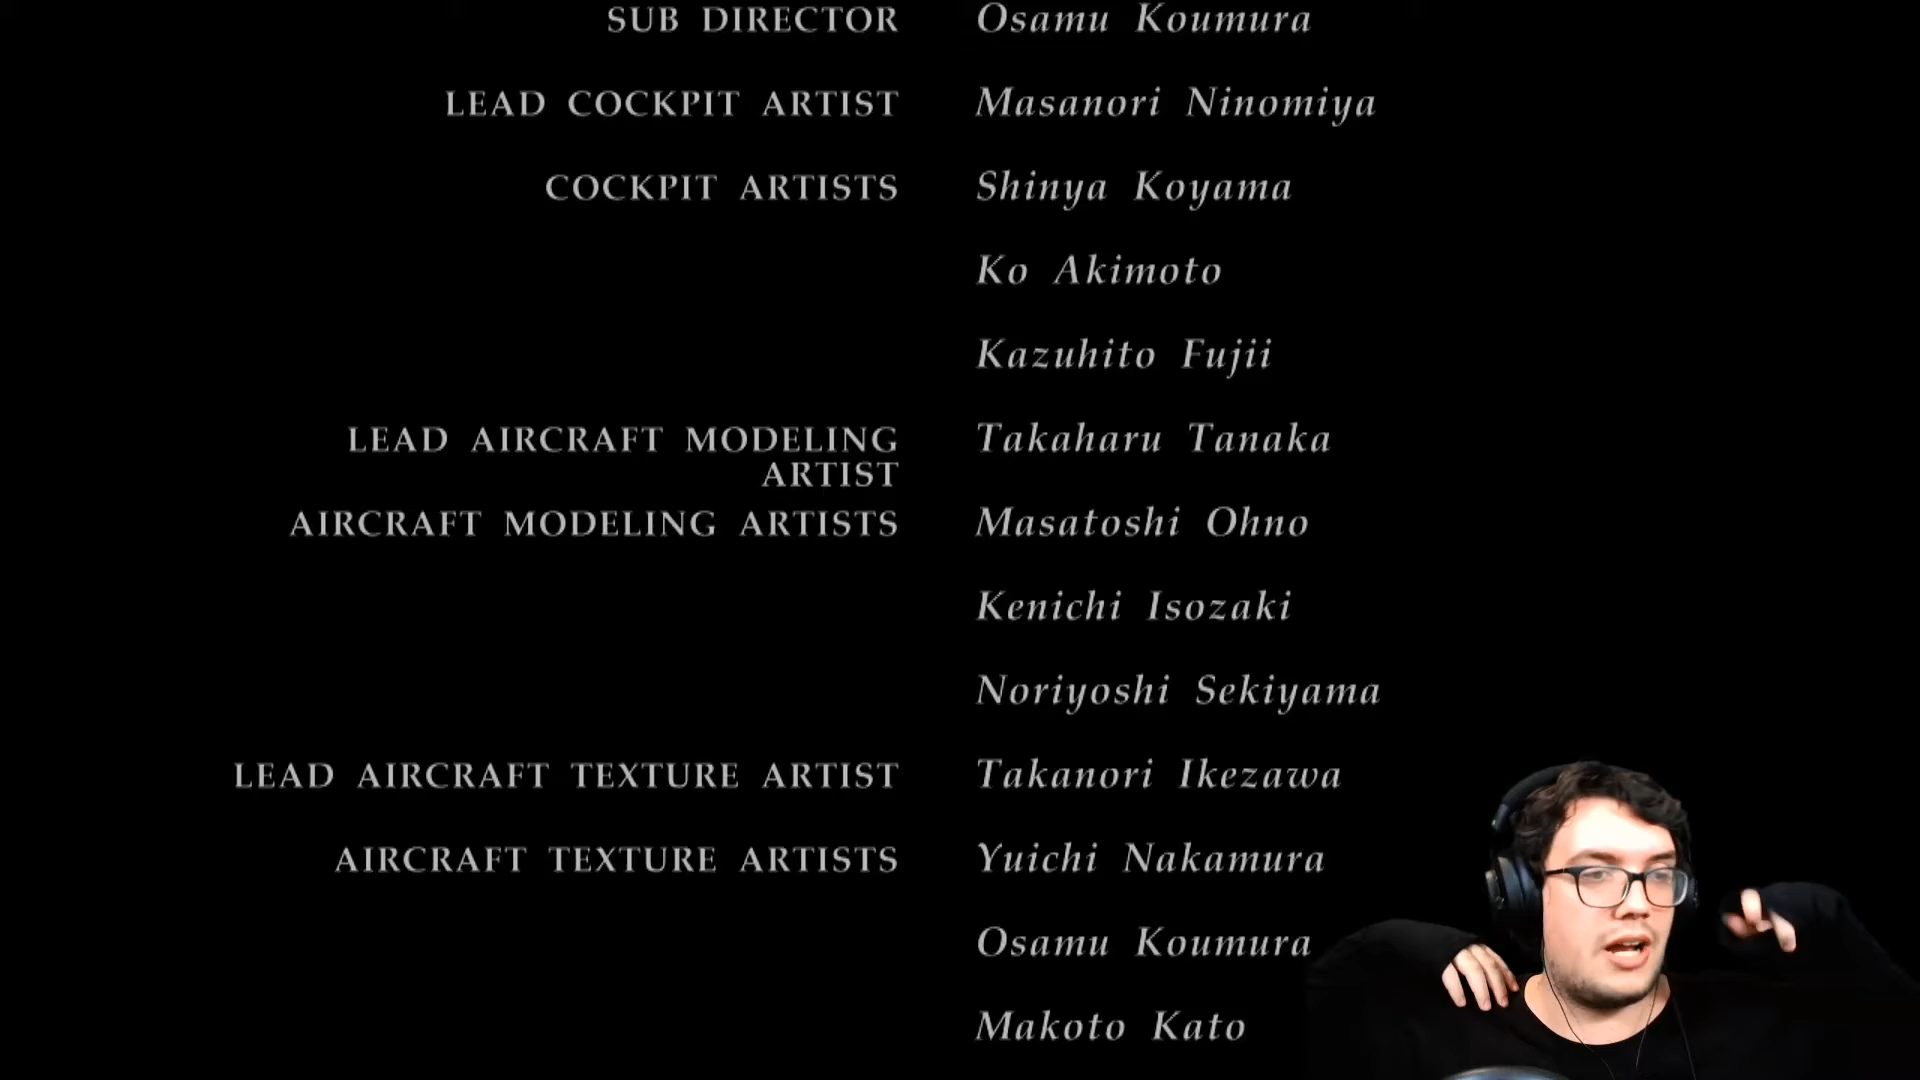 SUB DIRECTOR Osamu Koumura
LEAD COCKPIT ARTIST Masanori Ninomiya
COCKPIT ARTISTS Shinya Koyama
Ko Akimoto
Kazuhito Fujii
LEAD AIRCRAFT MODELING Takaharu Tanaka
ARTIST
AIRCRAFT MODELING ARTISTS Masatoshi Ohno
Kenichi Isozaki
Noriyoshi Sekiyama
LEAD AIRCRAFT TEXTURE ARTIST Takanori Ikezawa
AIRCRAFT TEXTURE ARTISTS Yuichi Nakamura
Osamu Koumura
Makoto Kato